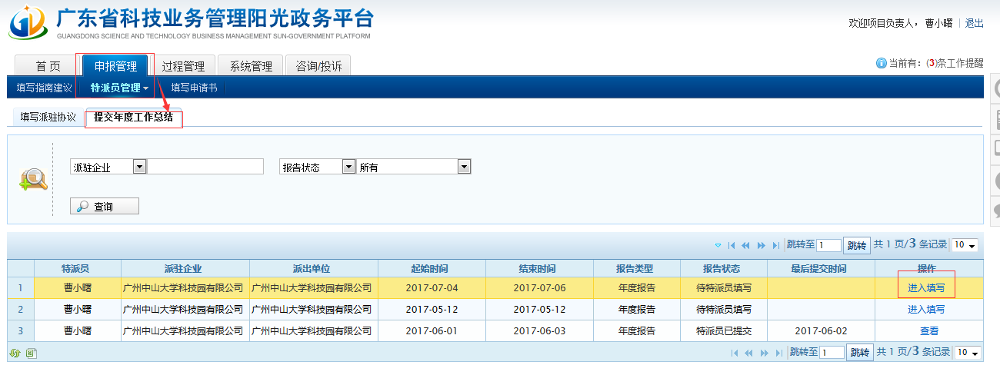 广东省科技业务管理阳光政务平台
GUANGDONG SCIENCE AND TECHNOLOGY BUSINESS MANAGEMENT SUN-GOVERNMENT PLATFORM
欢迎项目负责人， 曹小曙 | 退出
首 页 申报管理 过程管理 系统管理 咨询/投诉
当前有：(3)条工作提醒
填写指南建议 特派员管理 填写申请书
填写派驻协议 提交年度工作总结
派驻企业 报告状态 所有
查询
跳转至 1 跳转 共 1 页/3 条记录 10
特派员 派驻企业 派出单位 起始时间 结束时间 报告类型 报告状态 最后提交时间 操作
1 曹小曙 广州中山大学科技园有限公司 广州中山大学科技园有限公司 2017-07-04 2017-07-06 年度报告 待特派员填写 进入填写
2 曹小曙 广州中山大学科技园有限公司 广州中山大学科技园有限公司 2017-05-12 2017-05-12 年度报告 待特派员填写 进入填写
3 曹小曙 广州中山大学科技园有限公司 广州中山大学科技园有限公司 2017-06-01 2017-06-03 年度报告 特派员已提交 2017-06-02 查看
跳转至 1 跳转 共 1 页/3 条记录 10